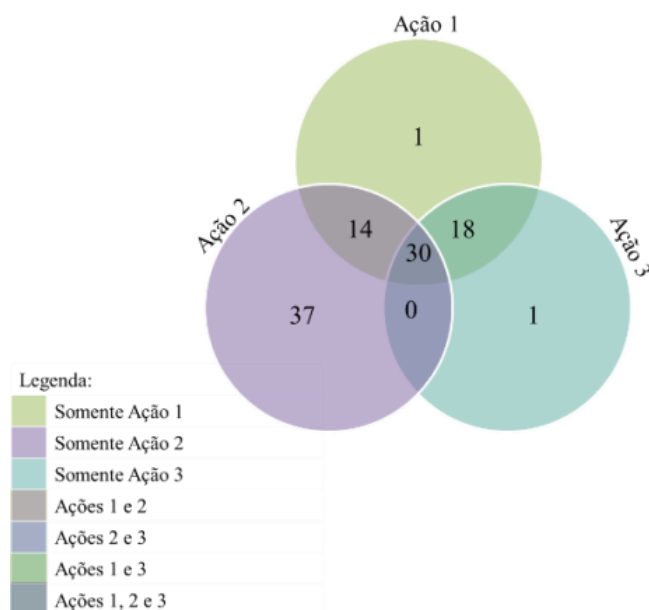 Ação 1
1
Ação 2
14
18
Ação 3
30
37
0
1
Legenda:
Somente Ação 1
Somente Ação 2
Somente Ação 3
Ações 1 e 2
Ações 2 e 3
Ações 1 e 3
Ações 1, 2 e 3